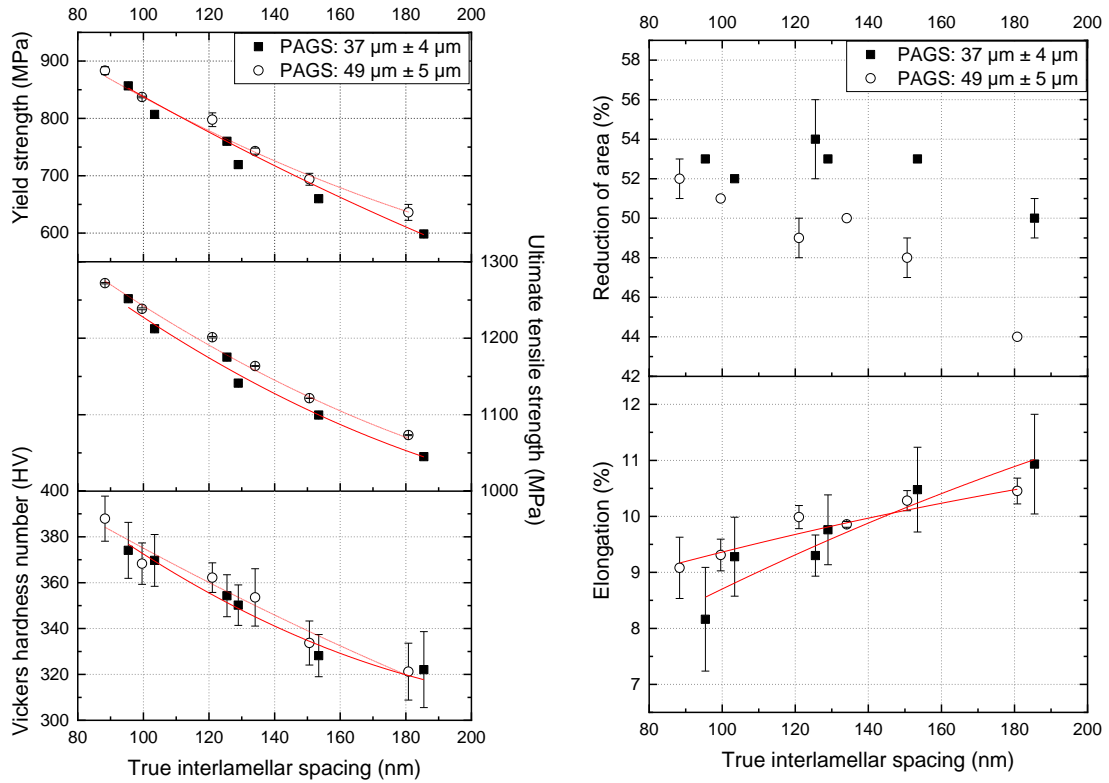 80 100 120 140 160 180 200
PAGS: 37 µm ± 4 µm
PAGS: 49 µm ± 5 µm
Yield strength (MPa)
900
800
700
600
Ultimate tensile strength (MPa)
1300
1200
1100
1000
Vickers hardness number (HV)
400
380
360
340
320
300
80 100 120 140 160 180 200
True interlamellar spacing (nm)
80 100 120 140 160 180 200
PAGS: 37 µm ± 4 µm
PAGS: 49 µm ± 5 µm
Reduction of area (%)
58
56
54
52
50
48
46
44
42
Elongation (%)
12
11
10
9
8
7
6
80 100 120 140 160 180 200
True interlamellar spacing (nm)